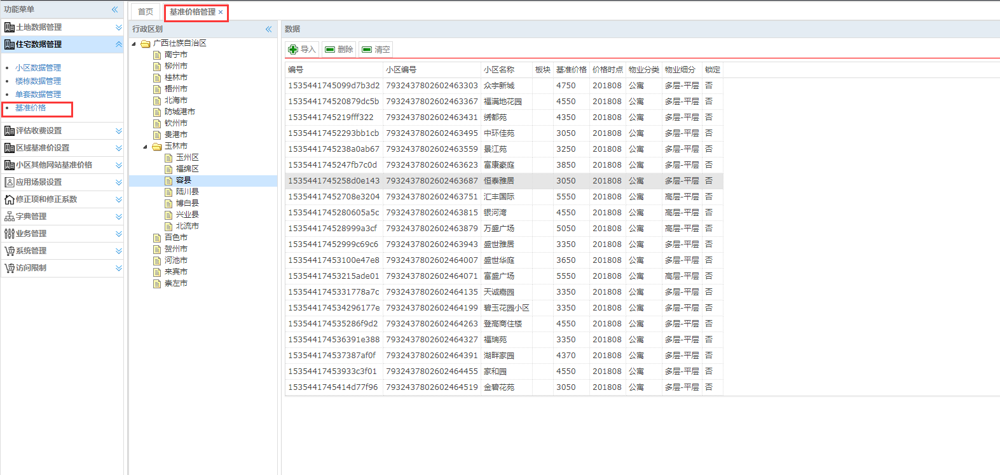 功能菜单
土地数据管理
住宅数据管理
小区数据管理
楼栋数据管理
单套数据管理
基准价格
评估收费设置
区域基准价设置
小区其他网站基准价格
应用场景设置
修正项和修正系数
字典管理
业务管理
系统管理
访问限制
首页 基准价格管理 ×
行政区划
广西壮族自治区
南宁市
柳州市
桂林市
梧州市
北海市
防城港市
钦州市
贵港市
玉林市
玉州区
福绵区
容县
陆川县
博白县
兴业县
北流市
百色市
贺州市
河池市
来宾市
崇左市
数据
导入 删除 清空
编号 小区编号 小区名称 板块 基准价格 价格时点 物业分类 物业细分 锁定
1535441745099d7b3d2 7932437802602463303 众宇新城 4750 201808 公寓 多层-平层 否
153544174520879dc5b 7932437802602463367 福满地花园 4550 201808 公寓 多层-平层 否
1535441745219fff322 7932437802602463431 绣都苑 4350 201808 公寓 多层-平层 否
15354417452293bb1cb 7932437802602463495 中环佳苑 3050 201808 公寓 多层-平层 否
1535441745238a0ab67 7932437802602463559 景江苑 3250 201808 公寓 多层-平层 否
1535441745247fb7c0d 7932437802602463623 富康豪庭 3850 201808 公寓 多层-平层 否
1535441745258d0e143 7932437802602463687 恒泰雅居 3050 201808 公寓 多层-平层 否
15354417452708e3204 7932437802602463751 汇丰国际 5550 201808 公寓 高层-平层 否
1535441745280605a5c 7932437802602463815 银河湾 4550 201808 公寓 高层-平层 否
153544174528999a3cf 7932437802602463879 万盛广场 5050 201808 公寓 高层-平层 否
15354417452999c69c6 7932437802602463943 盛世雅居 3350 201808 公寓 多层-平层 否
15354417453100e47e8 7932437802602464007 盛世华庭 3650 201808 公寓 多层-平层 否
15354417453215ade01 7932437802602464071 富盛广场 5550 201808 公寓 高层-平层 否
1535441745331778a7c 7932437802602464135 天诚嘉园 3350 201808 公寓 多层-平层 否
153544174534296177e 7932437802602464199 碧玉花园小区 3350 201808 公寓 多层-平层 否
153544174535286f9d2 7932437802602464263 登高商住楼 4550 201808 公寓 多层-平层 否
153544174536391e388 7932437802602464327 福瑞苑 3350 201808 公寓 多层-平层 否
153544174537387af0f 7932437802602464391 湖畔家园 4370 201808 公寓 多层-平层 否
15354417453933c3f01 7932437802602464455 家和园 4550 201808 公寓 多层-平层 否
1535441745414d77f96 7932437802602464519 金碧花苑 3050 201808 公寓 多层-平层 否